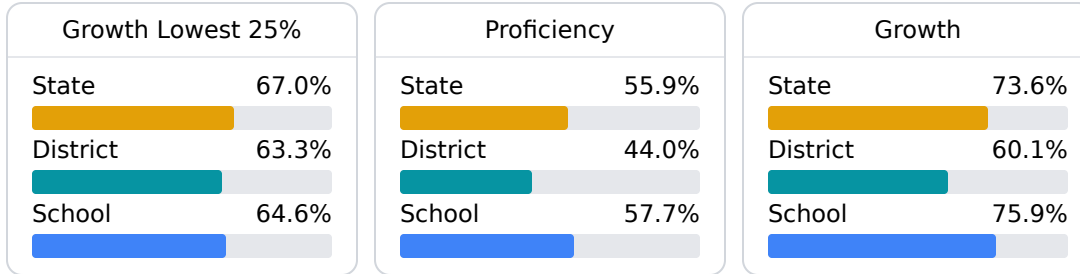 Growth Lowest 25%
State 67.0%
District 63.3%
School 64.6%
Proficiency
State 55.9%
District 44.0%
School 57.7%
Growth
State 73.6%
District 60.1%
School 75.9%